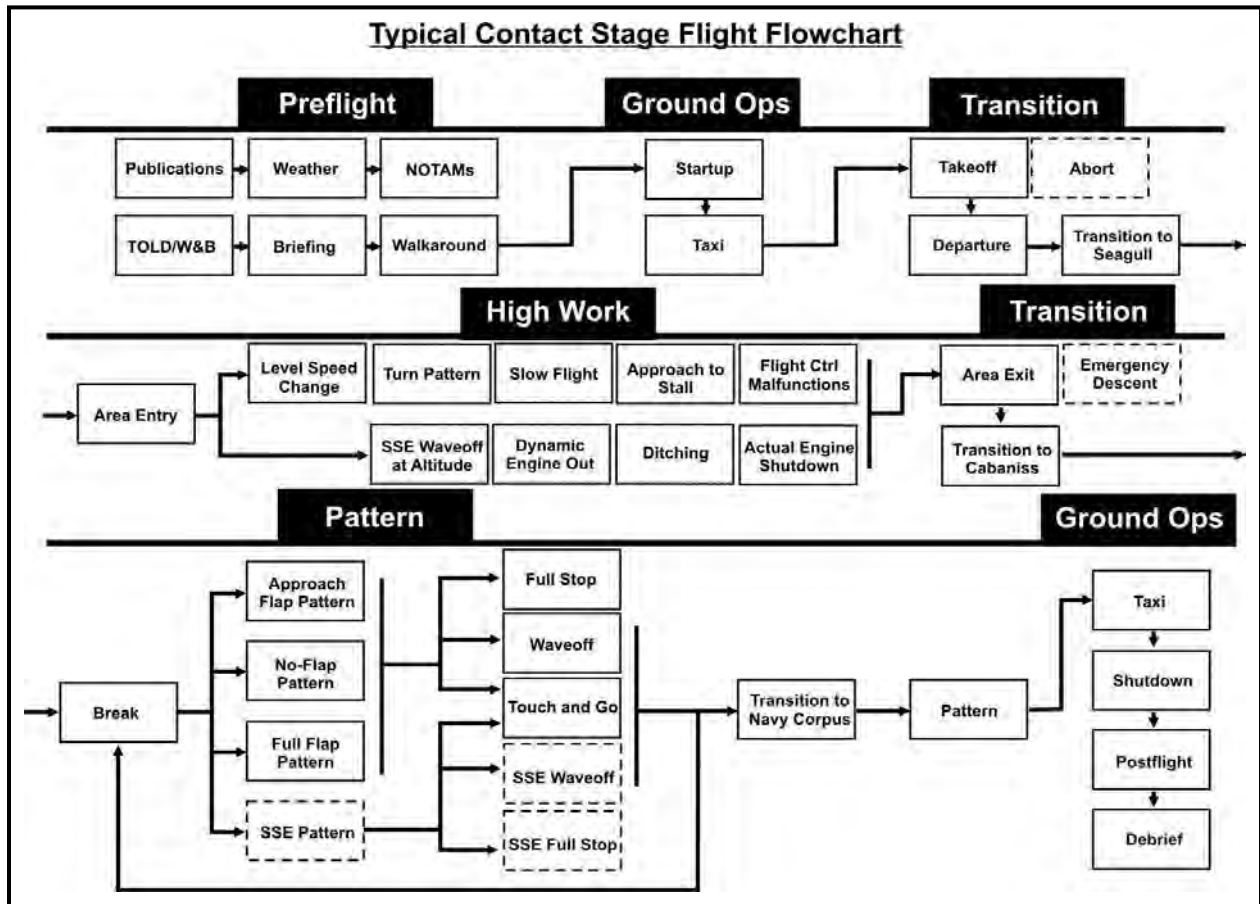 Typical Contact Stage Flight Flowchart
Preflight
Ground Ops
Transition
Publications
Weather
NOTAMs
Startup
Takeoff
Abort
TOLD/W&B
Briefing
Walkaround
Taxi
Departure
Transition to
Seagull
High Work
Transition
Area Entry
Level Speed
Change
Turn Pattern
Slow Flight
Approach to
Stall
Flight Ctrl
Malfunctions
Area Exit
Emergency
Descent
SSE Waveoff
at Altitude
Dynamic
Engine Out
Ditching
Actual Engine
Shutdown
Transition to
Cabaniss
Pattern
Ground Ops
Break
Approach
Flap Pattern
No-Flap
Pattern
Full Flap
Pattern
SSE Pattern
Full Stop
Waveoff
Touch and Go
SSE Waveoff
SSE Full Stop
Transition to
Navy Corpus
Pattern
Taxi
Shutdown
Postflight
Debrief